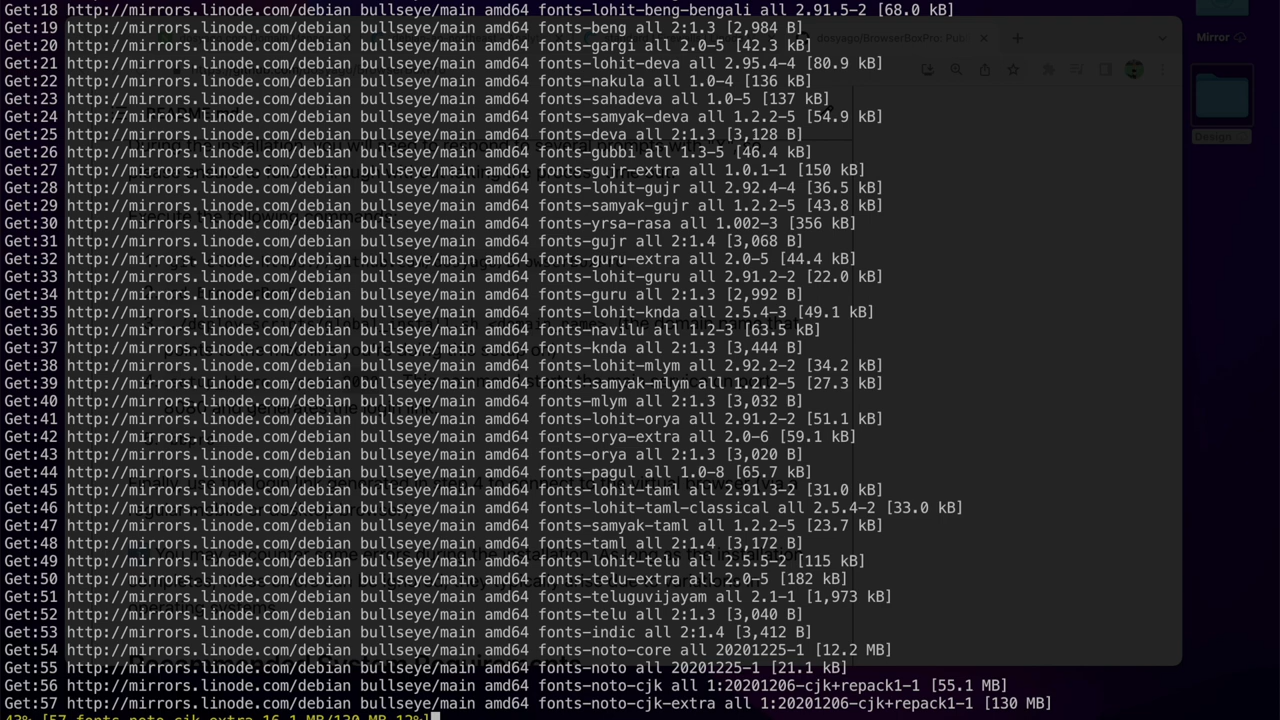 Get:18 http://mirrors.linode.com/debian bullseye/main amd64 fonts-lohit-beng-bengali all 2.91.5-2 [68.0 kB]
Get:19 http://mirrors.linode.com/debian bullseye/main amd64 fonts-beng all 2:1.3 [2,984 B]
Get:20 http://mirrors.linode.com/debian bullseye/main amd64 fonts-gargi all 2.0-5 [42.3 kB]
Get:21 http://mirrors.linode.com/debian bullseye/main amd64 fonts-lohit-deva all 2.95.4-4 [80.9 kB]
Get:22 http://mirrors.linode.com/debian bullseye/main amd64 fonts-nakula all 1.0-4 [136 kB]
Get:23 http://mirrors.linode.com/debian bullseye/main amd64 fonts-sahadeva all 1.0-5 [137 kB]
Get:24 http://mirrors.linode.com/debian bullseye/main amd64 fonts-samyak-deva all 1.2.2-5 [54.9 kB]
Get:25 http://mirrors.linode.com/debian bullseye/main amd64 fonts-deva all 2:1.3 [3,128 B]
Get:26 http://mirrors.linode.com/debian bullseye/main amd64 fonts-gubbi all 1.3-5 [46.4 kB]
Get:27 http://mirrors.linode.com/debian bullseye/main amd64 fonts-gujr-extra all 1.0.1-1 [150 kB]
Get:28 http://mirrors.linode.com/debian bullseye/main amd64 fonts-lohit-gujr all 2.92.4-4 [36.5 kB]
Get:29 http://mirrors.linode.com/debian bullseye/main amd64 fonts-samyak-gujr all 1.2.2-5 [43.8 kB]
Get:30 http://mirrors.linode.com/debian bullseye/main amd64 fonts-yrsa-rasa all 1.002-3 [356 kB]
Get:31 http://mirrors.linode.com/debian bullseye/main amd64 fonts-gujr all 2:1.4 [3,068 B]
Get:32 http://mirrors.linode.com/debian bullseye/main amd64 fonts-guru-extra all 2.0-5 [44.4 kB]
Get:33 http://mirrors.linode.com/debian bullseye/main amd64 fonts-lohit-guru all 2.91.2-2 [22.0 kB]
Get:34 http://mirrors.linode.com/debian bullseye/main amd64 fonts-guru all 2:1.3 [2,992 B]
Get:35 http://mirrors.linode.com/debian bullseye/main amd64 fonts-lohit-knda all 2.5.4-3 [49.1 kB]
Get:36 http://mirrors.linode.com/debian bullseye/main amd64 fonts-navilu all 1.2-3 [63.5 kB]
Get:37 http://mirrors.linode.com/debian bullseye/main amd64 fonts-knda all 2:1.3 [3,444 B]
Get:38 http://mirrors.linode.com/debian bullseye/main amd64 fonts-lohit-mlym all 2.92.2-2 [34.2 kB]
Get:39 http://mirrors.linode.com/debian bullseye/main amd64 fonts-samyak-mlym all 1.2.2-5 [27.3 kB]
Get:40 http://mirrors.linode.com/debian bullseye/main amd64 fonts-mlym all 2:1.3 [3,032 B]
Get:41 http://mirrors.linode.com/debian bullseye/main amd64 fonts-lohit-orya all 2.91.2-2 [51.1 kB]
Get:42 http://mirrors.linode.com/debian bullseye/main amd64 fonts-orya-extra all 2.0-6 [59.1 kB]
Get:43 http://mirrors.linode.com/debian bullseye/main amd64 fonts-orya all 2:1.3 [3,020 B]
Get:44 http://mirrors.linode.com/debian bullseye/main amd64 fonts-pagul all 1.0-8 [65.7 kB]
Get:45 http://mirrors.linode.com/debian bullseye/main amd64 fonts-lohit-taml all 2.91.3-2 [31.0 kB]
Get:46 http://mirrors.linode.com/debian bullseye/main amd64 fonts-lohit-taml-classical all 2.5.4-2 [33.0 kB]
Get:47 http://mirrors.linode.com/debian bullseye/main amd64 fonts-samyak-taml all 1.2.2-5 [23.7 kB]
Get:48 http://mirrors.linode.com/debian bullseye/main amd64 fonts-taml all 2:1.4 [3,172 B]
Get:49 http://mirrors.linode.com/debian bullseye/main amd64 fonts-lohit-telu all 2.5.5-2 [115 kB]
Get:50 http://mirrors.linode.com/debian bullseye/main amd64 fonts-telu-extra all 2.0-5 [182 kB]
Get:51 http://mirrors.linode.com/debian bullseye/main amd64 fonts-teluguvijayam all 2.1-1 [1,973 kB]
Get:52 http://mirrors.linode.com/debian bullseye/main amd64 fonts-telu all 2:1.3 [3,040 B]
Get:53 http://mirrors.linode.com/debian bullseye/main amd64 fonts-indic all 2:1.4 [3,412 B]
Get:54 http://mirrors.linode.com/debian bullseye/main amd64 fonts-noto-core all 20201225-1 [12.2 MB]
Get:55 http://mirrors.linode.com/debian bullseye/main amd64 fonts-noto all 20201225-1 [21.1 kB]
Get:56 http://mirrors.linode.com/debian bullseye/main amd64 fonts-noto-cjk all 1:20201206-cjk+repack1-1 [55.1 MB]
Get:57 http://mirrors.linode.com/debian bullseye/main amd64 fonts-noto-cjk-extra all 1:20201206-cjk+repack1-1 [130 MB]
43% [57 fonts-noto-cjk-extra 16.1 MB/130 MB 12%]
Mirror
Design
dosyago/BrowserBoxPro: Pub